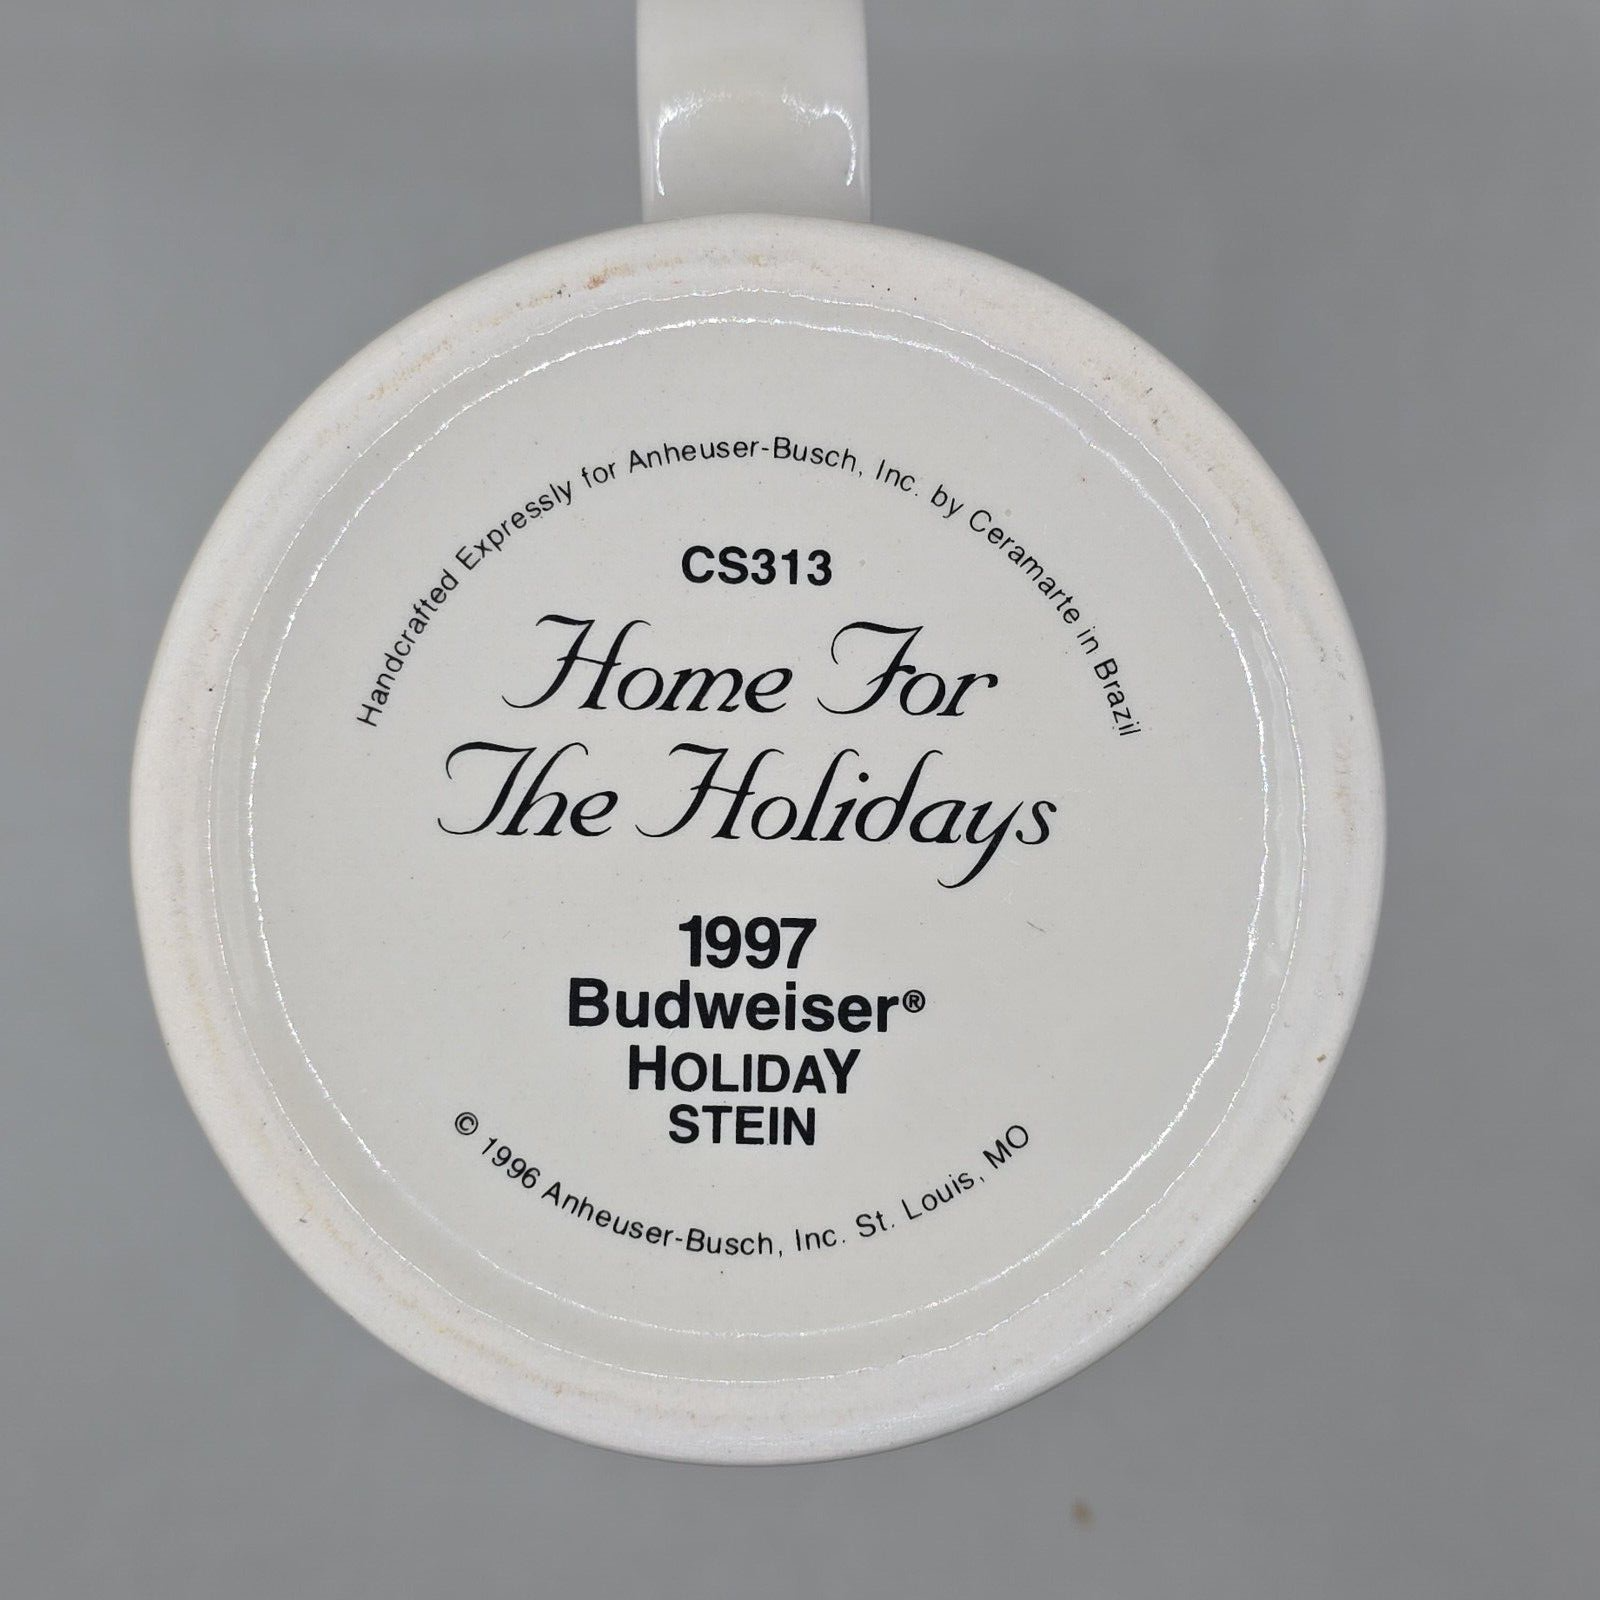 Handcrafted Expressly for Anheuser-Busch, Inc. by Ceramarte in Brazil
CS313
Home For
The Holidays
1997
Budweiser®
HOLIDAY
STEIN
© 1996 Anheuser-Busch, Inc. St. Louis, MO